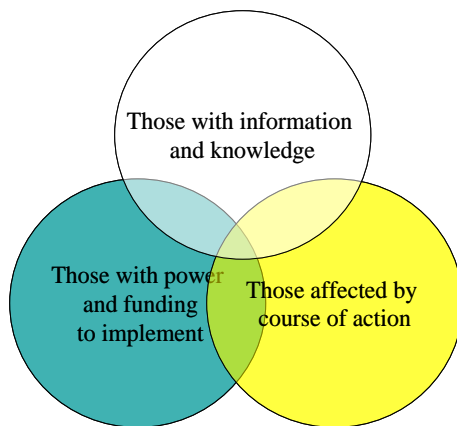 Those with information
and knowledge
Those with power
and funding
to implement
Those affected by
course of action